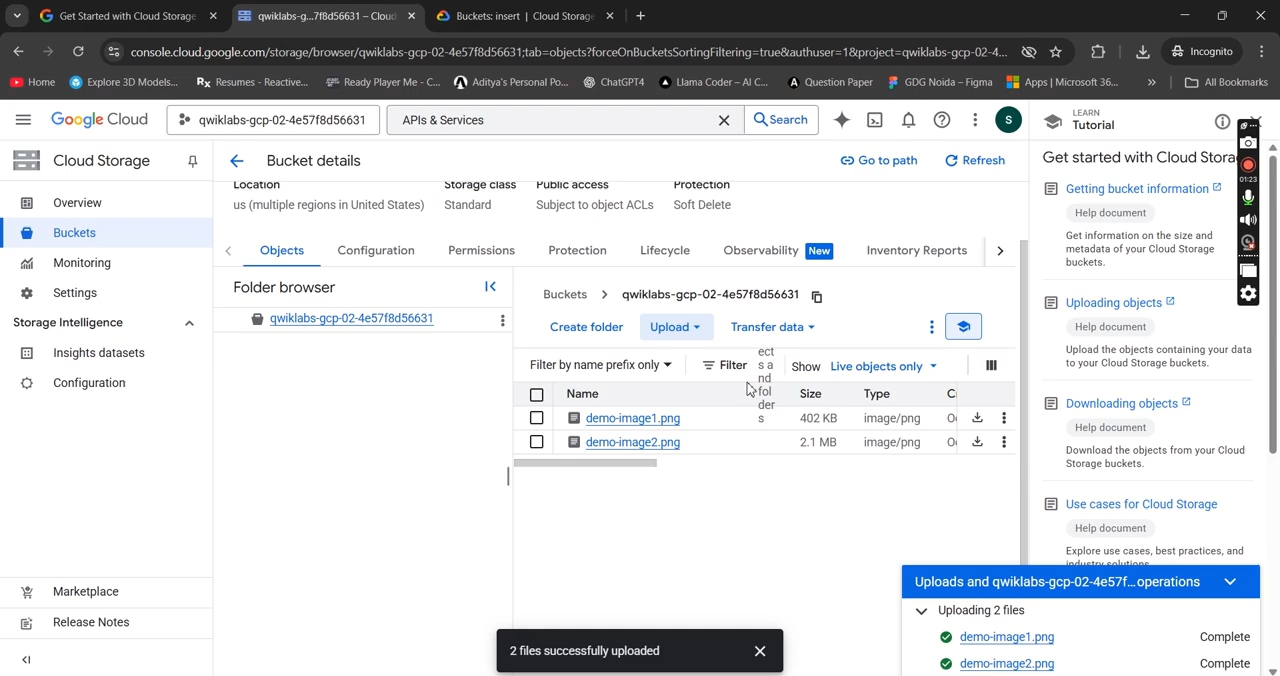 Get Started with Cloud Storage
qwiklabs-g...7f8d56631 – Cloud
Buckets: insert | Cloud Storage
console.cloud.google.com/storage/browser/qwiklabs-gcp-02-4e57f8d56631;tab=objects?forceOnBucketsSortingFiltering=true&authuser=1&project=qwiklabs-gcp-02-4...
Incognito
Home
Explore 3D Models...
Resumes - Reactive...
Ready Player Me - C...
Aditya's Personal Po...
ChatGPT4
Llama Coder – AI C...
Question Paper
GDG Noida – Figma
Apps | Microsoft 36...
All Bookmarks
Google Cloud
qwiklabs-gcp-02-4e57f8d56631
APIs & Services
Search
S
LEARN
Tutorial
Cloud Storage
Overview
Buckets
Monitoring
Settings
Storage Intelligence
Insights datasets
Configuration
Marketplace
Release Notes
Bucket details
Go to path
Refresh
Location
Storage class
Public access
Protection
us (multiple regions in United States)
Standard
Subject to object ACLs
Soft Delete
Objects
Configuration
Permissions
Protection
Lifecycle
Observability
New
Inventory Reports
Folder browser
qwiklabs-gcp-02-4e57f8d56631
Buckets
qwiklabs-gcp-02-4e57f8d56631
Create folder
Upload
Transfer data
Filter by name prefix only
Filter
ect
s a
nd
fol
der
s
Show
Live objects only
Name
Size
Type
demo-image1.png
402 KB
image/png
demo-image2.png
2.1 MB
image/png
2 files successfully uploaded
Get started with Cloud Stora
Getting bucket information
Help document
Get information on the size and
metadata of your Cloud Storage
buckets.
Uploading objects
Help document
Upload the objects containing your data
to your Cloud Storage buckets.
Downloading objects
Help document
Download the objects from your Cloud
Storage buckets.
Use cases for Cloud Storage
Help document
Explore use cases, best practices, and
industry solutions.
01:23
Uploads and qwiklabs-gcp-02-4e57f...operations
Uploading 2 files
demo-image1.png
Complete
demo-image2.png
Complete